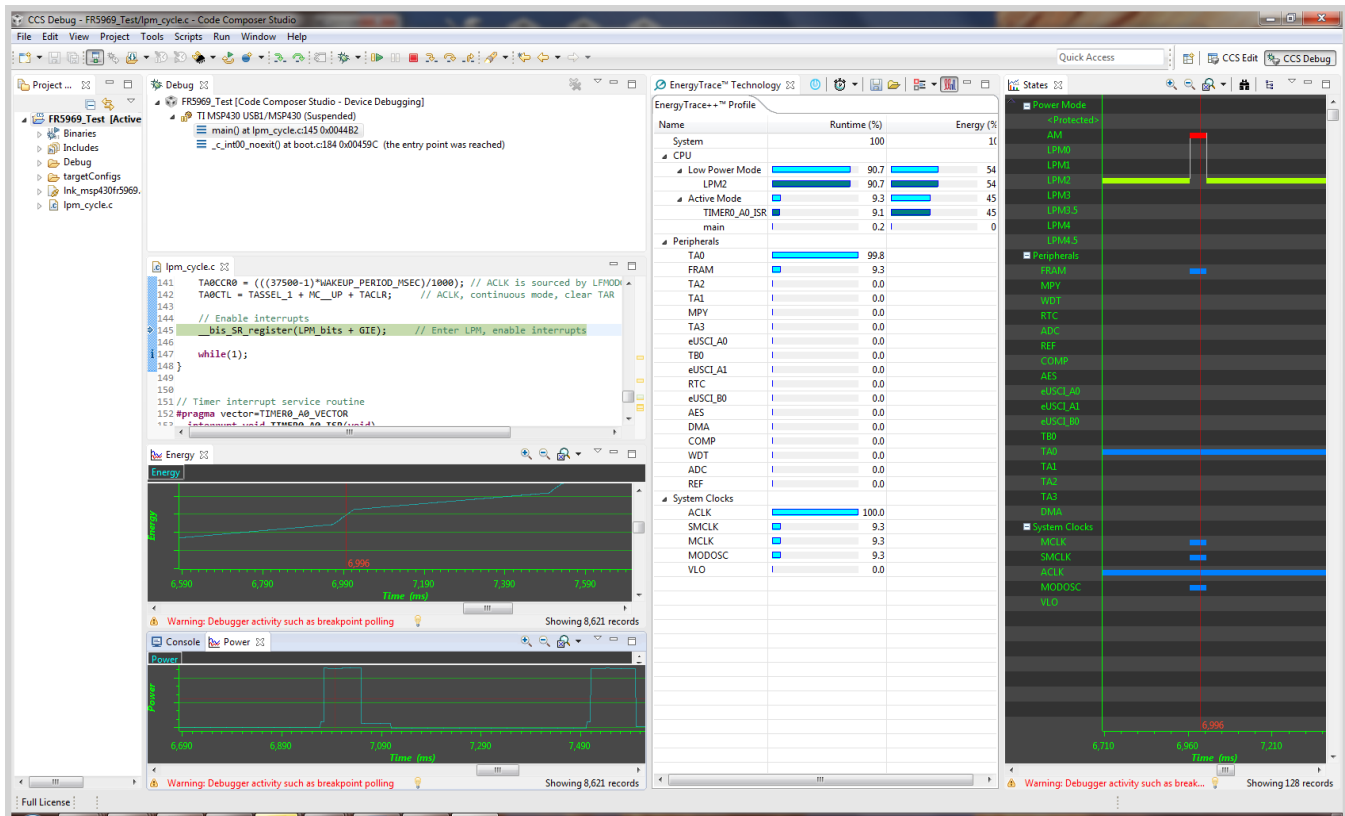 CCS Debug - FR5969_Test/lpm_cycle.c - Code Composer Studio
File Edit View Project Tools Scripts Run Window Help
Quick Access
CCS Edit
CCS Debug
Project ...
FR5969_Test [Active
Binaries
Includes
Debug
targetConfigs
lnk_msp430fr5969.
lpm_cycle.c
Debug
FR5969_Test [Code Composer Studio - Device Debugging]
TI MSP430 USB1/MSP430 (Suspended)
main() at lpm_cycle.c:145 0x0044B2
_c_int00_noexit() at boot.c:184 0x00459C (the entry point was reached)
lpm_cycle.c
141 TA0CCR0 = (((37500-1)*WAKEUP_PERIOD_MSEC)/1000); // ACLK is sourced by LFMOD
142 TA0CTL = TASSEL_1 + MC__UP + TACLR; // ACLK, continuous mode, clear TAR
143
144 // Enable interrupts
145 __bis_SR_register(LPM_bits + GIE); // Enter LPM, enable interrupts
146
147 while(1);
148 }
149
150
151 // Timer interrupt service routine
152 #pragma vector=TIMER0_A0_VECTOR
153 interrupt void TIMER0_A0_ISR(void)
Energy
Energy
Energy
6,996
6,590 6,790 6,990 7,190 7,390 7,590
Time (ms)
Warning: Debugger activity such as breakpoint polling
Showing 8,621 records
Console Power
Power
Power
6,690 6,890 7,090 7,290 7,490
Time (ms)
Warning: Debugger activity such as breakpoint polling
Showing 8,621 records
EnergyTrace™ Technology
EnergyTrace++™ Profile
Name Runtime (%) Energy (%
System 100 10
CPU
Low Power Mode 90.7 54
LPM2 90.7 54
Active Mode 9.3 45
TIMER0_A0_ISR 9.1 45
main 0.2 0
Peripherals
TA0 99.8
FRAM 9.3
TA2 0.0
TA1 0.0
MPY 0.0
TA3 0.0
eUSCI_A0 0.0
TB0 0.0
eUSCI_A1 0.0
RTC 0.0
eUSCI_B0 0.0
AES 0.0
DMA 0.0
COMP 0.0
WDT 0.0
ADC 0.0
REF 0.0
System Clocks
ACLK 100.0
SMCLK 9.3
MCLK 9.3
MODOSC 9.3
VLO 0.0
States
Power Mode
<Protected>
AM
LPM0
LPM1
LPM2
LPM3
LPM3.5
LPM4
LPM4.5
Peripherals
FRAM
MPY
WDT
RTC
ADC
REF
COMP
AES
eUSCI_A0
eUSCI_A1
eUSCI_B0
TB0
TA0
TA1
TA2
TA3
DMA
System Clocks
MCLK
SMCLK
ACLK
MODOSC
VLO
6,996
6,710 6,960 7,210
Time (ms)
Warning: Debugger activity such as break...
Showing 128 records
Full License